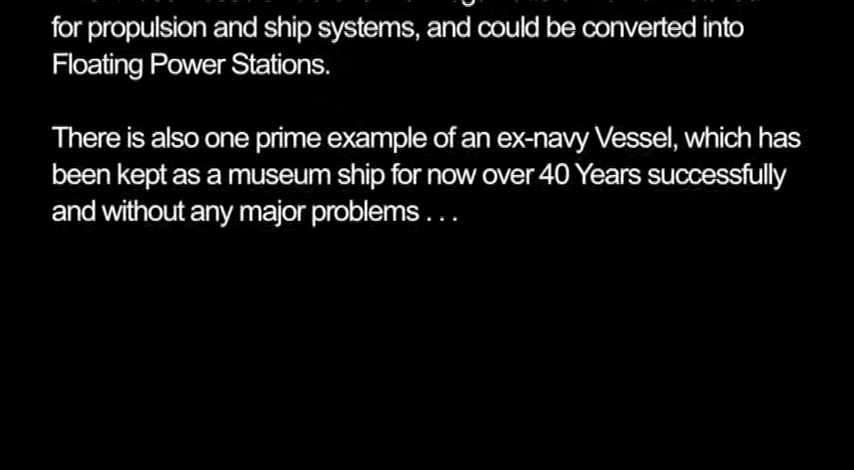 for propulsion and ship systems, and could be converted into
Floating Power Stations.
There is also one prime example of an ex-navy Vessel, which has
been kept as a museum ship for now over 40 Years successfully
and without any major problems . . .